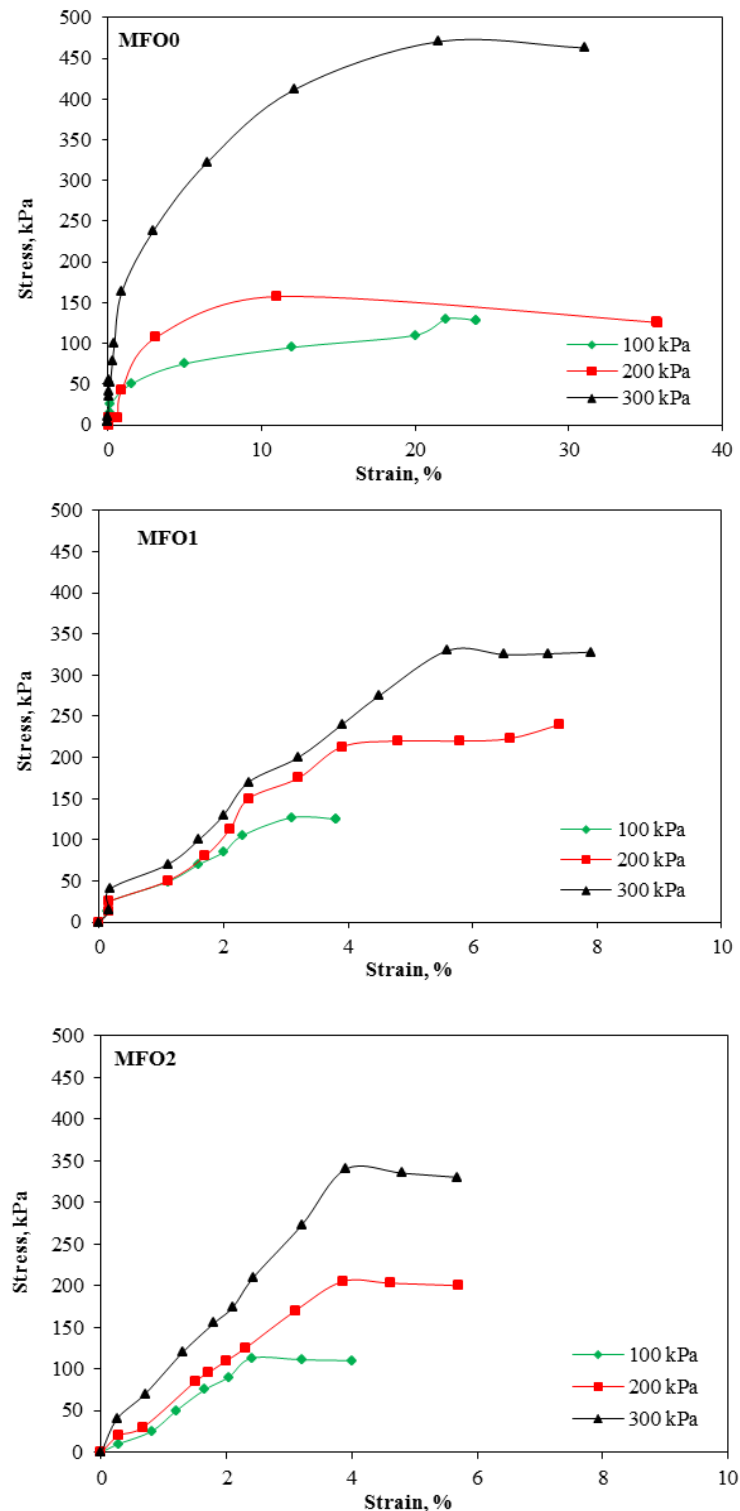 MFO0
500
450
400
350
300
250
200
150
100
50
0
Stress, kPa
100 kPa
200 kPa
300 kPa
0 10 20 30 40
Strain, %
MFO1
500
450
400
350
300
250
200
150
100
50
0
Stress, kPa
100 kPa
200 kPa
300 kPa
0 2 4 6 8 10
Strain, %
MFO2
500
450
400
350
300
250
200
150
100
50
0
Stress, kPa
100 kPa
200 kPa
300 kPa
0 2 4 6 8 10
Strain, %